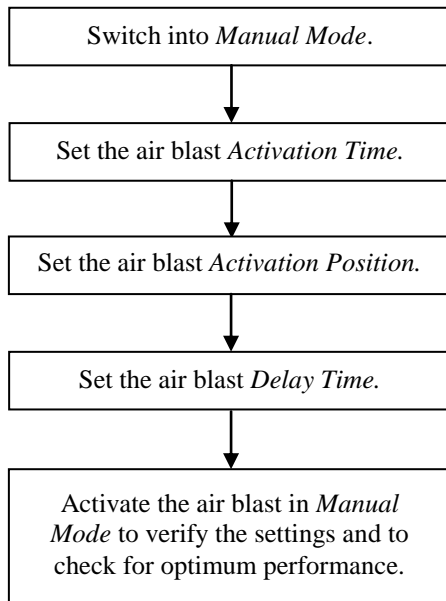 Switch into Manual Mode.
Set the air blast Activation Time.
Set the air blast Activation Position.
Set the air blast Delay Time.
Activate the air blast in Manual
Mode to verify the settings and to
check for optimum performance.